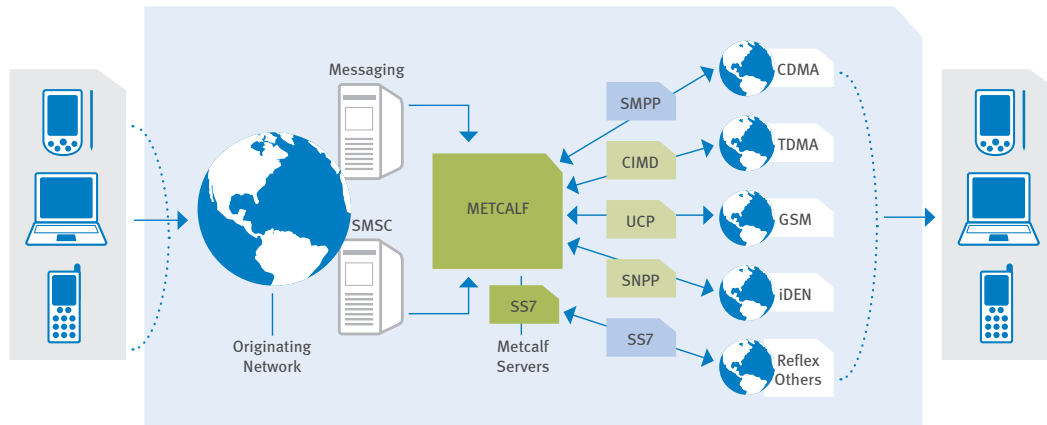 Messaging
SMSC
Originating
Network
METCALF
SS7
Metcalf
Servers
SMPP
CIMD
UCP
SNPP
SS7
CDMA
TDMA
GSM
iDEN
Reflex
Others